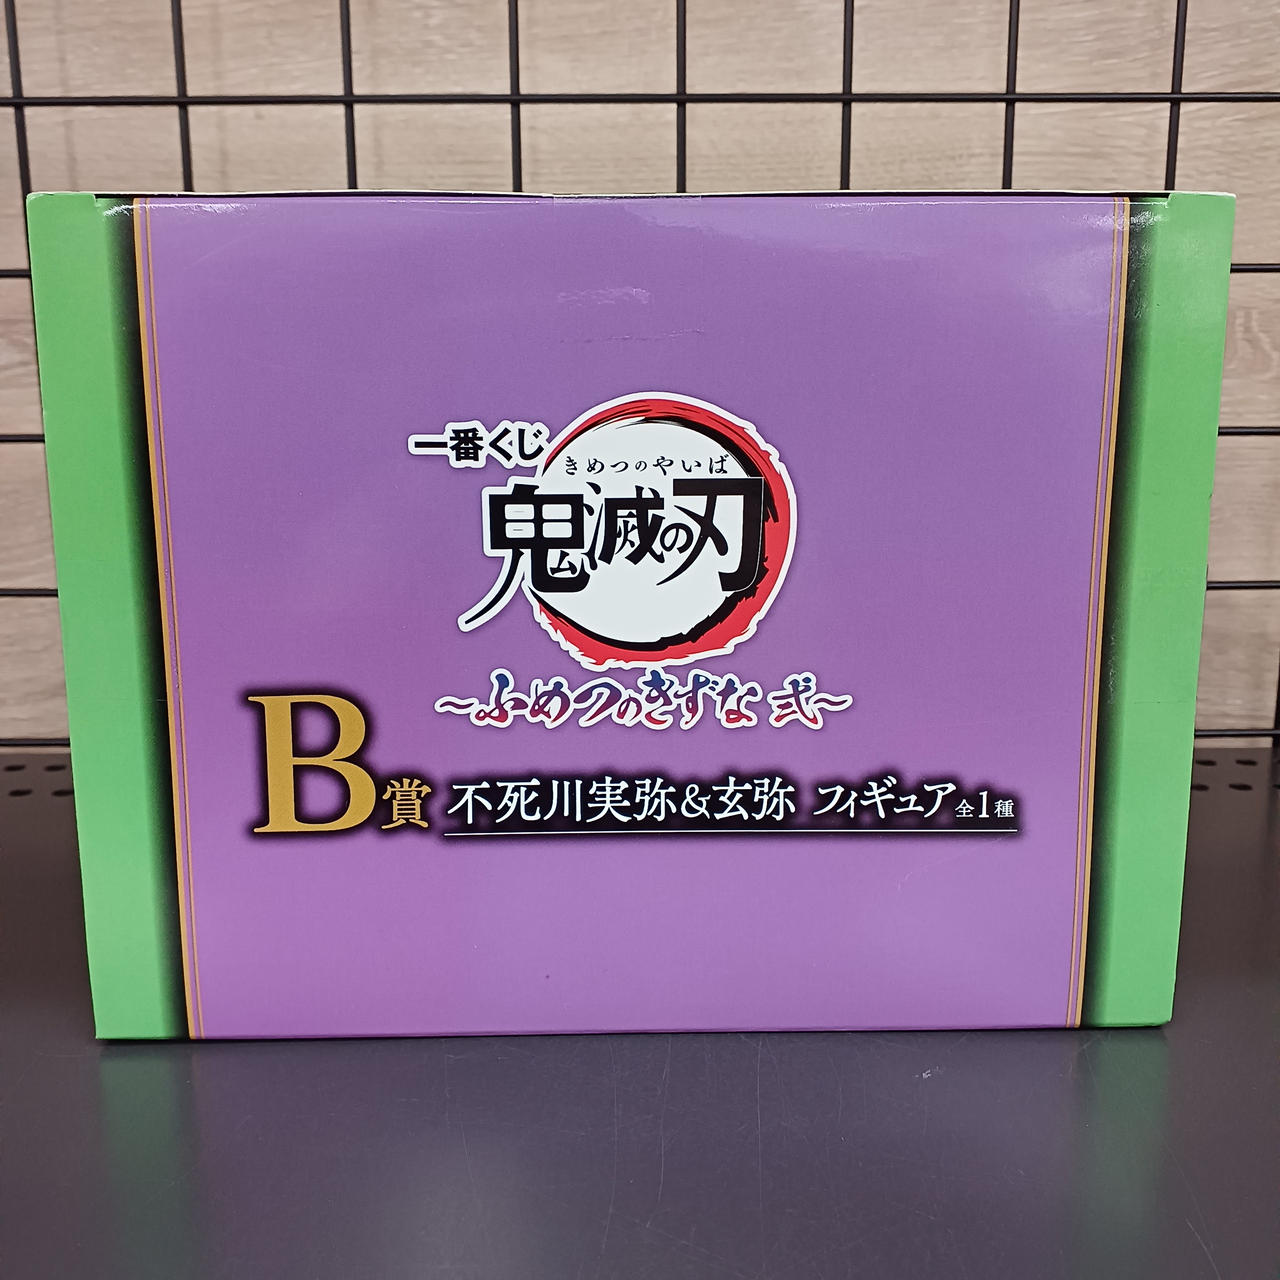 一番くじ
きめつのやいば
鬼滅の刃
～ふめつのきずな 弐～
B賞 不死川実弥&玄弥 フィギュア 全1種